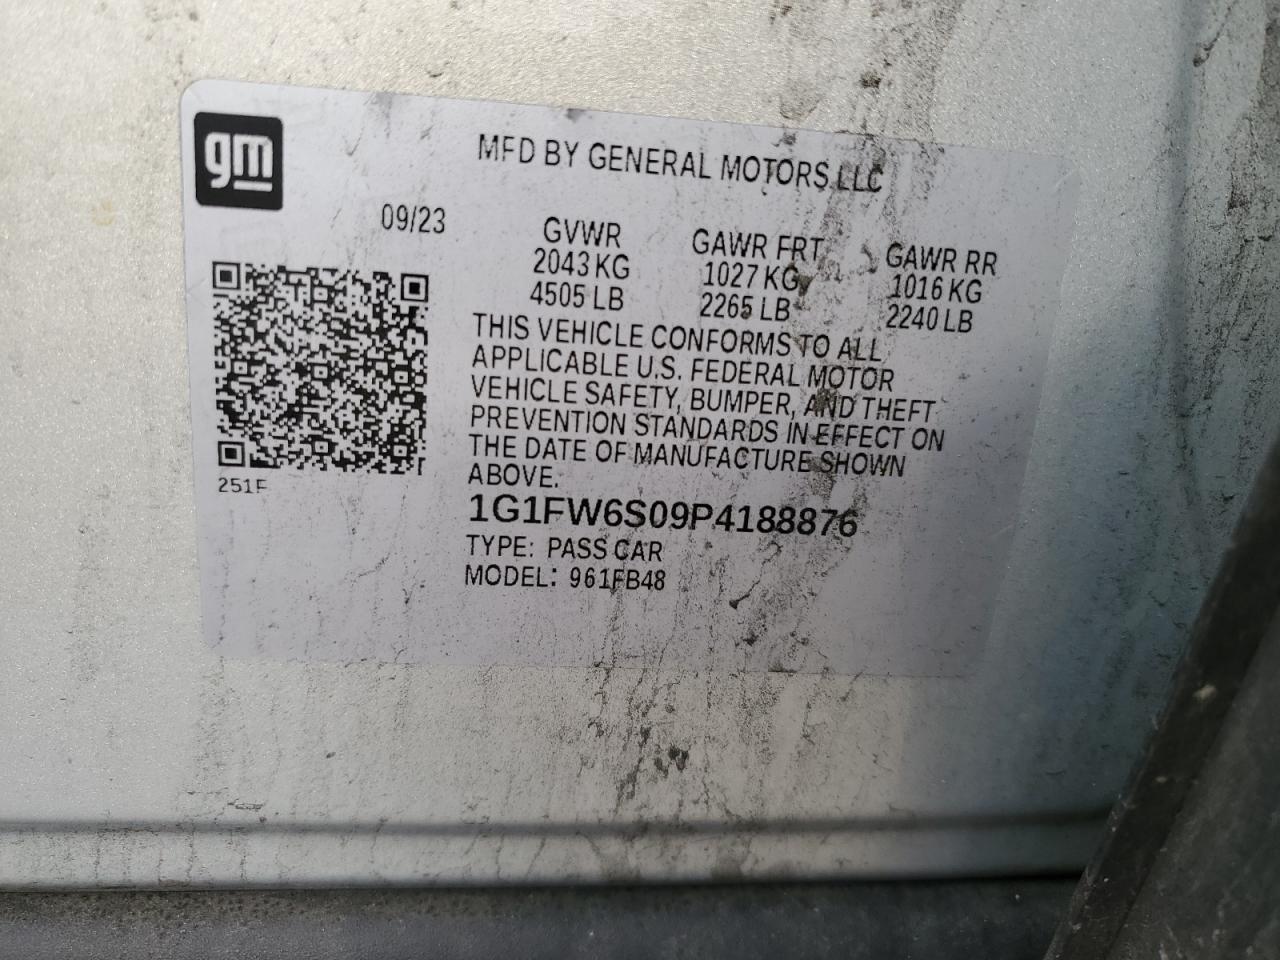 gm
MFD BY GENERAL MOTORS LLC
09/23
GVWR GAWR FRT GAWR RR
2043 KG 1027 KG 1016 KG
4505 LB 2265 LB 2240 LB
THIS VEHICLE CONFORMS TO ALL
APPLICABLE U.S. FEDERAL MOTOR
VEHICLE SAFETY, BUMPER, AND THEFT
PREVENTION STANDARDS IN EFFECT ON
THE DATE OF MANUFACTURE SHOWN
ABOVE.
251F
1G1FW6S09P4188876
TYPE: PASS CAR
MODEL: 961FB48